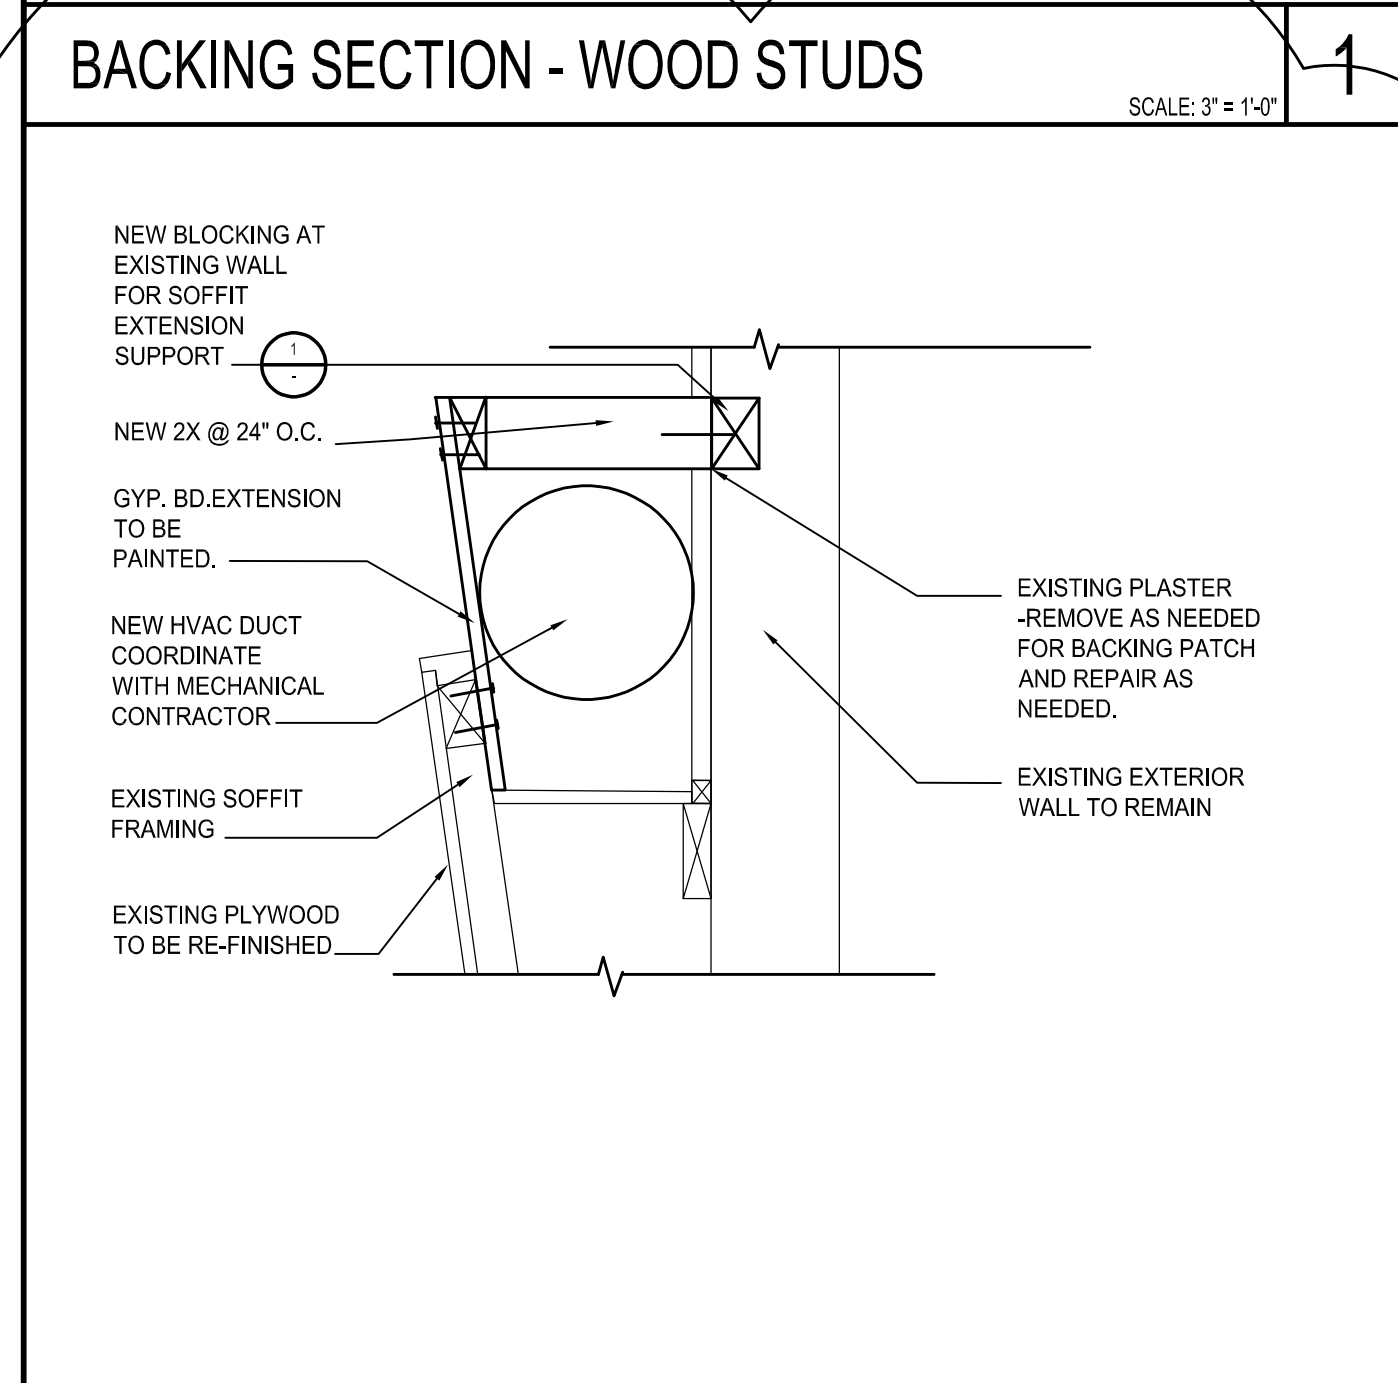 BACKING SECTION - WOOD STUDS
SCALE: 3" = 1'-0"
1
NEW BLOCKING AT
EXISTING WALL
FOR SOFFIT
EXTENSION
SUPPORT
1
-
NEW 2X @ 24" O.C.
GYP. BD.EXTENSION
TO BE
PAINTED.
NEW HVAC DUCT
COORDINATE
WITH MECHANICAL
CONTRACTOR
EXISTING SOFFIT
FRAMING
EXISTING PLYWOOD
TO BE RE-FINISHED
EXISTING PLASTER
-REMOVE AS NEEDED
FOR BACKING PATCH
AND REPAIR AS
NEEDED.
EXISTING EXTERIOR
WALL TO REMAIN